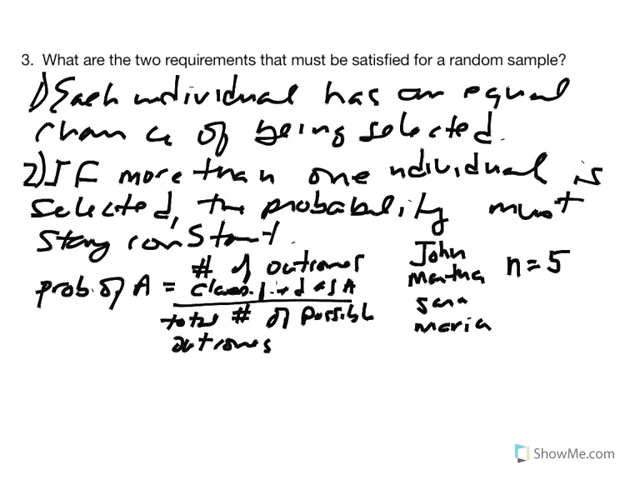 3. What are the two requirements that must be satisfied for a random sample?
1) Each individual has an equal
chance of being selected.
2) If more than one individual is
selected, the probability must
stay constant.
prob. of A = # of outcomes
classified as A
total # of possible
outcomes
John
Martha
Sara
Maria
n = 5
ShowMe.com